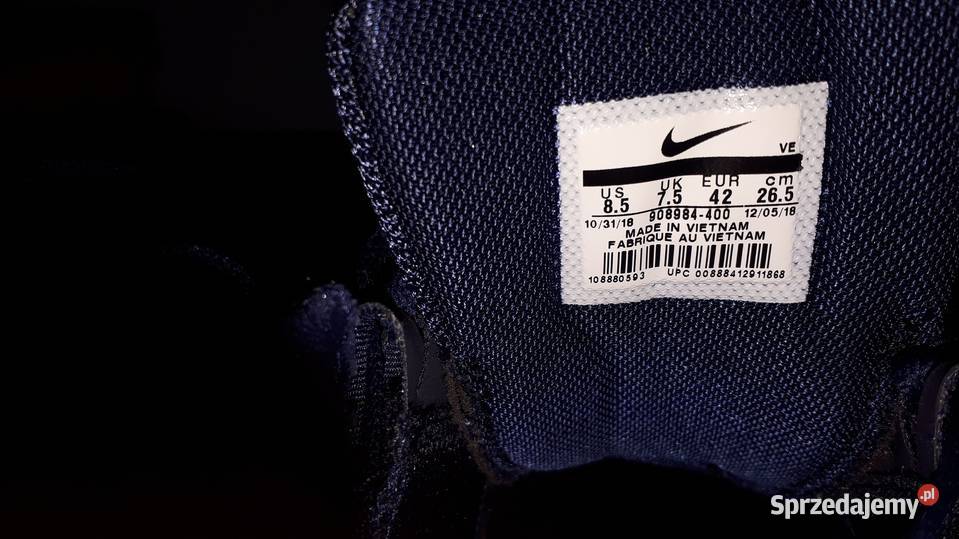 VE
US UK EUR cm
8.5 7.5 42 26.5
10/31/18 908984-400 12/05/18
MADE IN VIETNAM
FABRIQUE AU VIETNAM
108880593 UPC 00888412911868
Sprzedajemy.pl